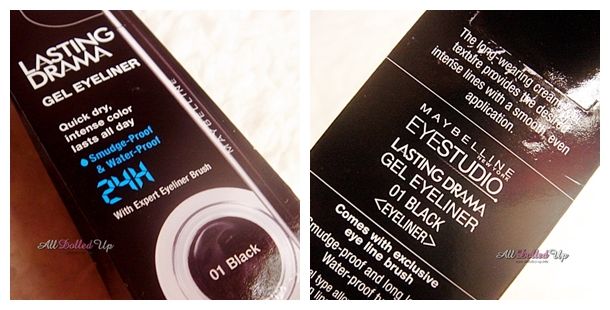 LASTING
DRAMA
GEL EYELINER
Quick dry,
intense color
lasts all day
Smudge-Proof
& Water-Proof
24H
With Expert Eyeliner Brush
MAYBELLINE
01 Black
All Dolled Up
The long-wearing cream
texture provides the
intense lines with a smooth, even
application.
MAYBELLINE
NEW YORK
EYESTUDIO
LASTING DRAMA
GEL EYELINER
01 BLACK
<EYELINER>
Comes with exclusive
eye line brush
Smudge-proof and long
Water-proof
All Dolled Up